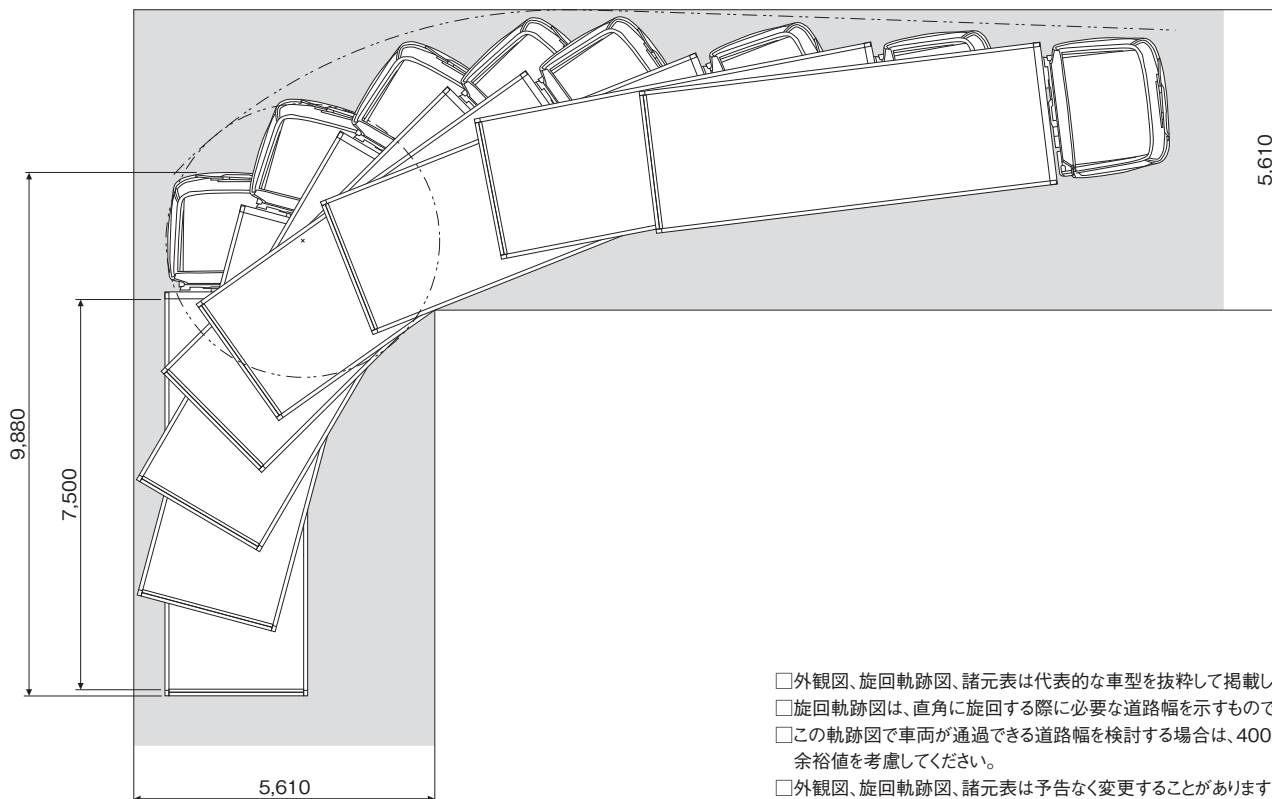 5,610
9,880
7,500
5,610
□外観図、旋回軌跡図、諸元表は代表的な車型を抜粋して掲載し
□旋回軌跡図は、直角に旋回する際に必要な道路幅を示すもので
□この軌跡図で車両が通過できる道路幅を検討する場合は、400
余裕値を考慮してください。
□外観図、旋回軌跡図、諸元表は予告なく変更することがあります